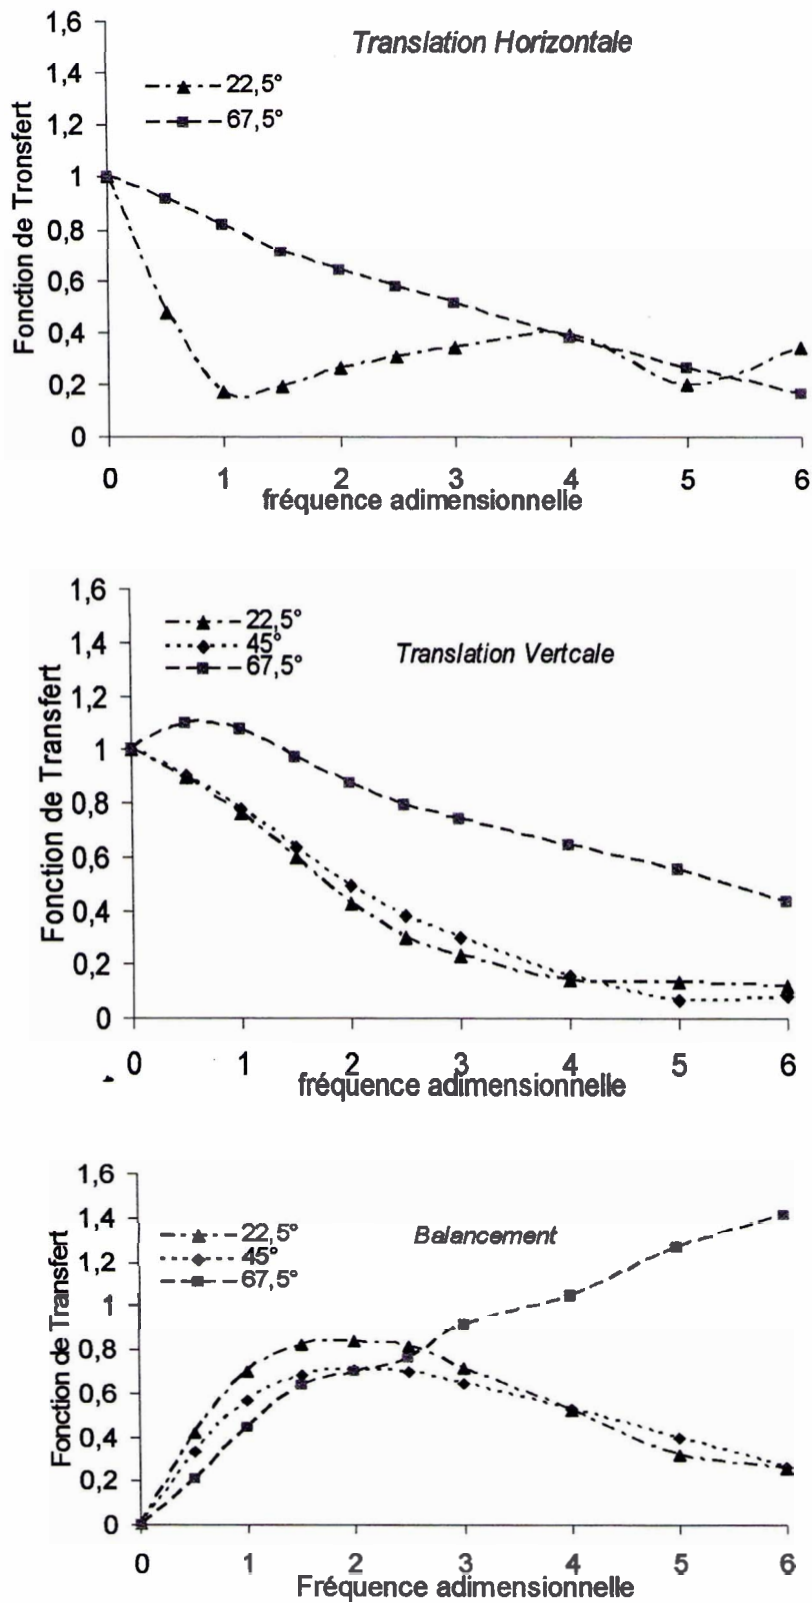 Translation Horizontale
22,5°
67,5°
Fonction de Tronsfert
1,6
1,4
1,2
1
0,8
0,6
0,4
0,2
0
0 1 2 3 4 5 6
fréquence adimensionnelle
Translation Vertcale
22,5°
45°
67,5°
Fonction de Transfert
1,6
1,4
1,2
1
0,8
0,6
0,4
0,2
0
0 1 2 3 4 5 6
fréquence adimensionnelle
Balancement
22,5°
45°
67,5°
Fonction de Transfert
1,6
1,4
1,2
1
0,8
0,6
0,4
0,2
0
0 1 2 3 4 5 6
Fréquence adimensionnelle